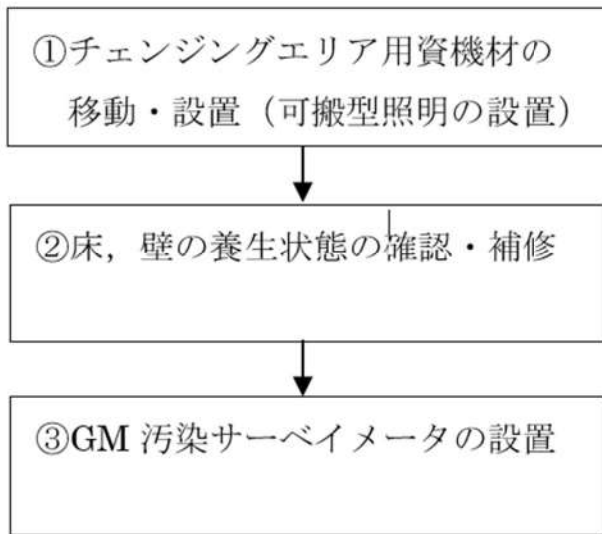 ①チェンジングエリア用資機材の
移動・設置（可搬型照明の設置）
②床，壁の養生状態の確認・補修
③GM 汚染サーベイメータの設置